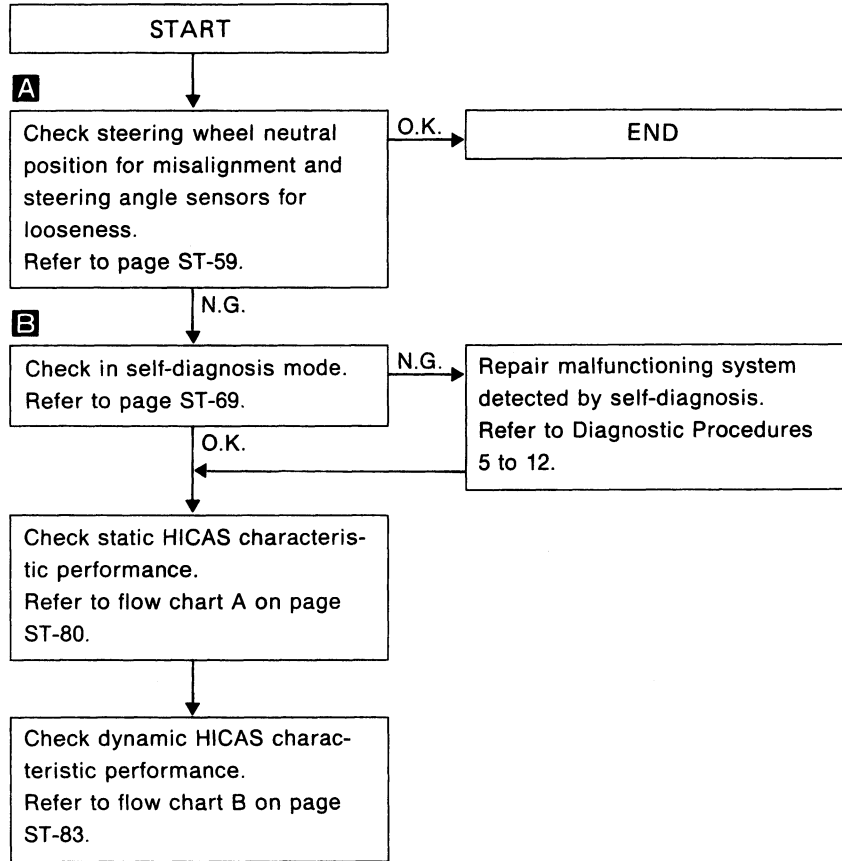 START
A
Check steering wheel neutral
position for misalignment and
steering angle sensors for
looseness.
Refer to page ST-59.
O.K.
END
N.G.
B
Check in self-diagnosis mode.
Refer to page ST-69.
N.G.
Repair malfunctioning system
detected by self-diagnosis.
Refer to Diagnostic Procedures
5 to 12.
O.K.
Check static HICAS characteris-
tic performance.
Refer to flow chart A on page
ST-80.
Check dynamic HICAS charac-
teristic performance.
Refer to flow chart B on page
ST-83.